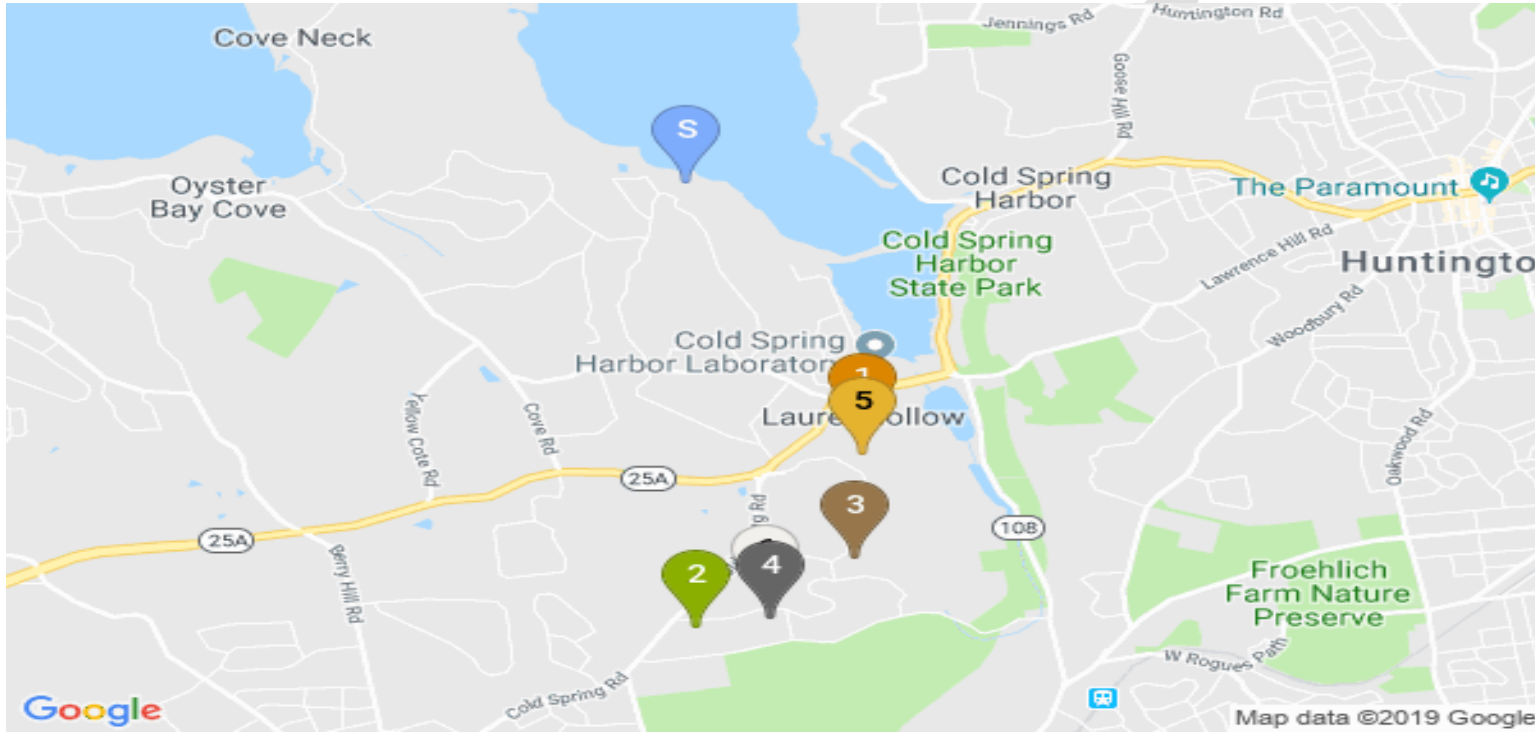 Jennings Rd
Huntington Rd
Cove Neck
Goose Hill Rd
S
Oyster
Bay Cove
Cold Spring
Harbor
The Paramount
Cold Spring
Harbor
State Park
Lawrence Hill Rd
Huntington
Woodbury Rd
Cold Spring
Harbor Laboratory
1
5
Laurel Hollow
Yellow Cote Rd
Cove Rd
Oakwood Rd
25A
g Rd
3
108
25A
Berry Hill Rd
2
4
Froehlich
Farm Nature
Preserve
W Rogues Path
Cold Spring Rd
Google
Map data ©2019 Google